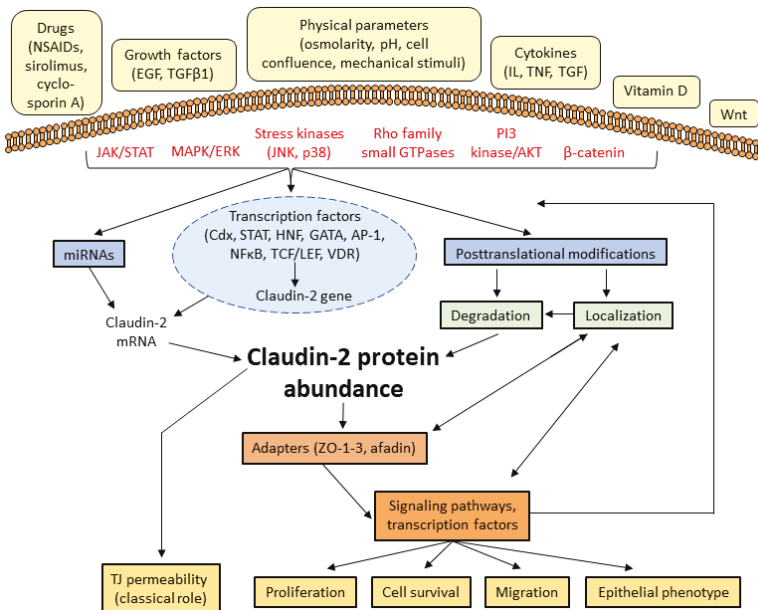 Drugs
(NSAIDs,
sirolimus,
cyclo-
sporin A)
Growth factors
(EGF, TGFβ1)
Physical parameters
(osmolarity, pH, cell
confluence, mechanical stimuli)
Cytokines
(IL, TNF, TGF)
Vitamin D
Wnt
JAK/STAT
MAPK/ERK
Stress kinases
(JNK, p38)
Rho family
small GTPases
PI3
kinase/AKT
β-catenin
miRNAs
Transcription factors
(Cdx, STAT, HNF, GATA, AP-1,
NFκB, TCF/LEF, VDR)
Claudin-2 gene
Posttranslational modifications
Claudin-2
mRNA
Degradation
Localization
Claudin-2 protein
abundance
Adapters (ZO-1-3, afadin)
Signaling pathways,
transcription factors
TJ permeability
(classical role)
Proliferation
Cell survival
Migration
Epithelial phenotype